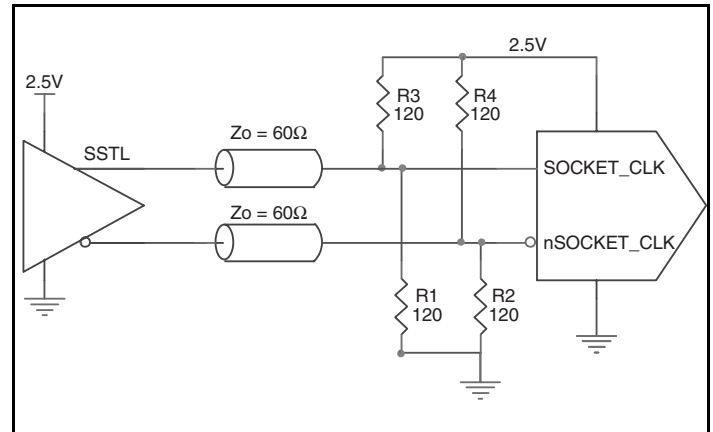 2.5V
2.5V
R3
120
R4
120
SSTL
Zo = 60Ω
SOCKET_CLK
Zo = 60Ω
nSOCKET_CLK
R1
120
R2
120